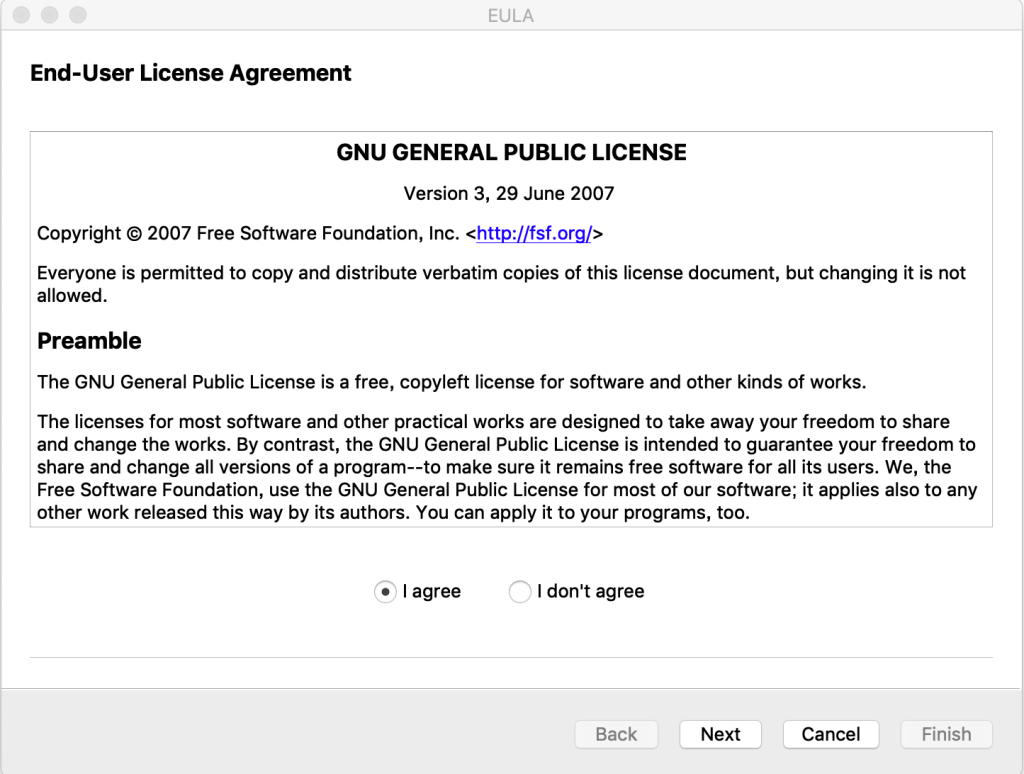 EULA
End-User License Agreement
GNU GENERAL PUBLIC LICENSE
Version 3, 29 June 2007
Copyright © 2007 Free Software Foundation, Inc. <http://fsf.org/>
Everyone is permitted to copy and distribute verbatim copies of this license document, but changing it is not
allowed.
Preamble
The GNU General Public License is a free, copyleft license for software and other kinds of works.
The licenses for most software and other practical works are designed to take away your freedom to share
and change the works. By contrast, the GNU General Public License is intended to guarantee your freedom to
share and change all versions of a program--to make sure it remains free software for all its users. We, the
Free Software Foundation, use the GNU General Public License for most of our software; it applies also to any
other work released this way by its authors. You can apply it to your programs, too.
I agree I don't agree
Back Next Cancel Finish